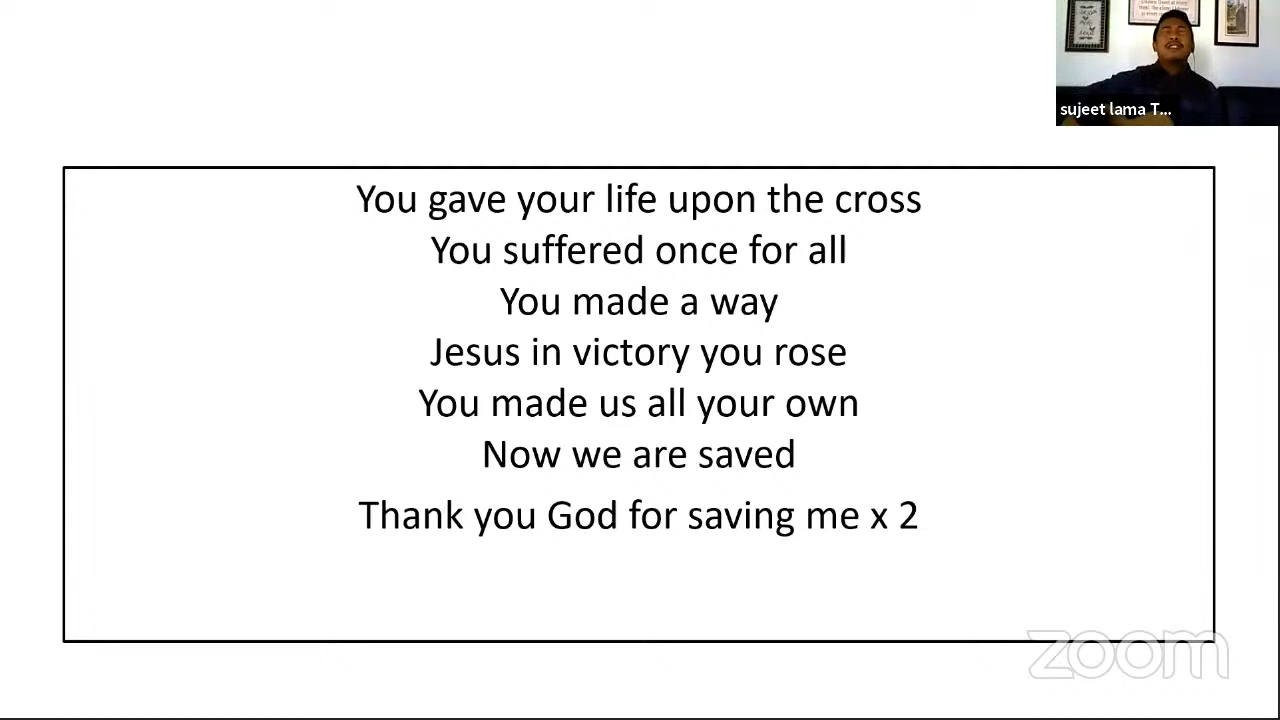 sujeet lama T...
You gave your life upon the cross
You suffered once for all
You made a way
Jesus in victory you rose
You made us all your own
Now we are saved
Thank you God for saving me x 2
zoom